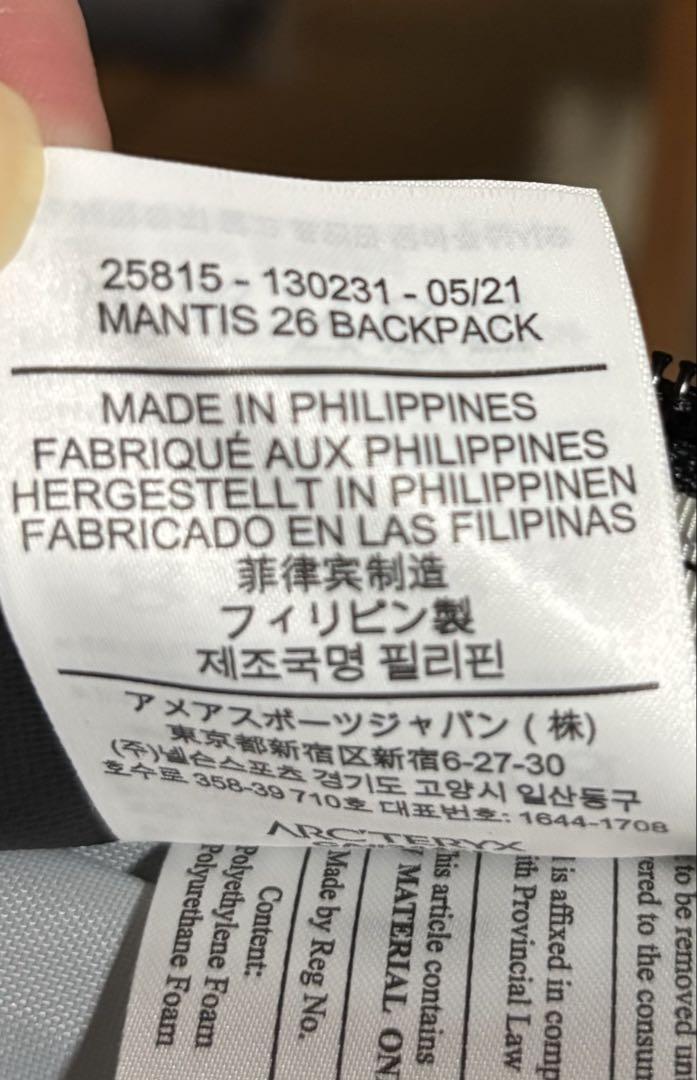 25815 - 130231 - 05/21
MANTIS 26 BACKPACK
MADE IN PHILIPPINES
FABRIQUÉ AUX PHILIPPINES
HERGESTELLT IN PHILIPPINEN
FABRICADO EN LAS FILIPINAS
菲律宾制造
フィリピン製
제조국명 필리핀
アメアスポーツジャパン (株)
東京都新宿区新宿6-27-30
(주)넬슨스포츠 경기도 고양시 일산동구
호수로 358-39 710호 대표번호: 1644-1708
ARC'TERYX
to be removed
ered to the
is affixed in
ith Provincial Law
his article contains
MATERIAL
Made by Reg No.
Content:
Polyethylene Foam
Polyurethane Foam